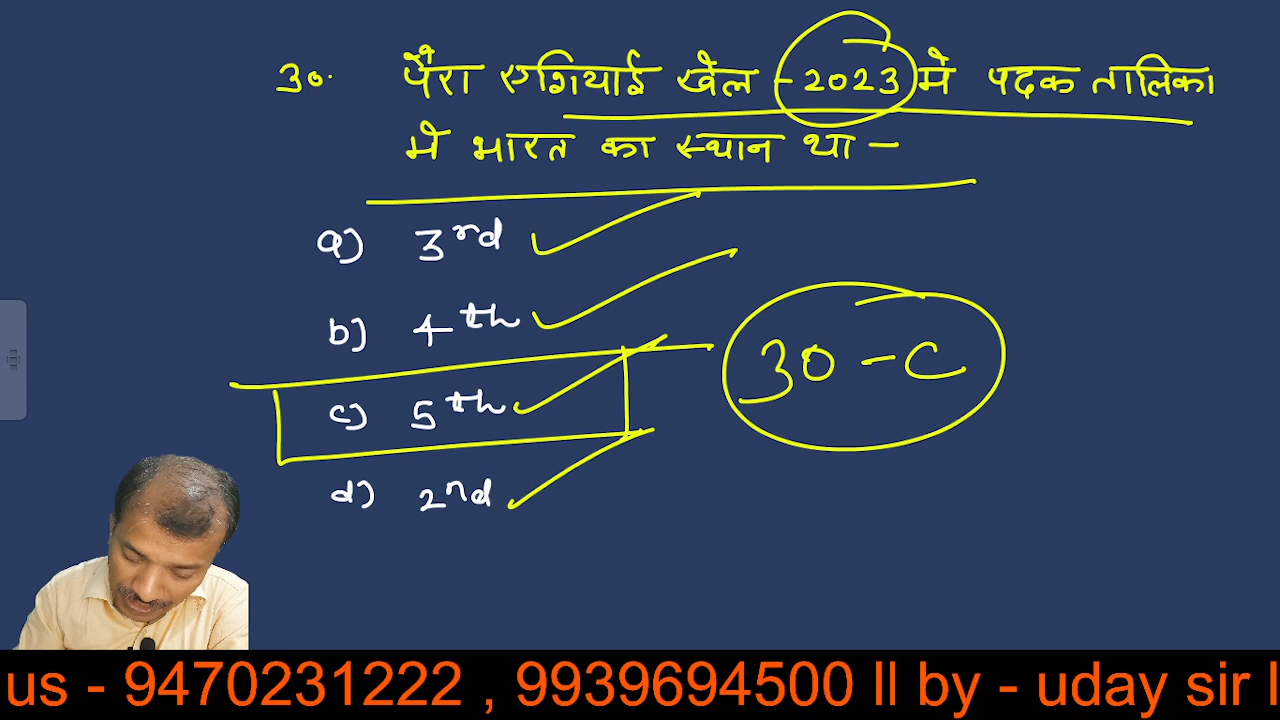 30. पैरा एशियाई खेल - 2023 में पदक तालिका
में भारत का स्थान था -
a) 3rd
b) 4th
c) 5th
d) 2nd
30 - C
us - 9470231222 , 9939694500 ll by - uday sir l